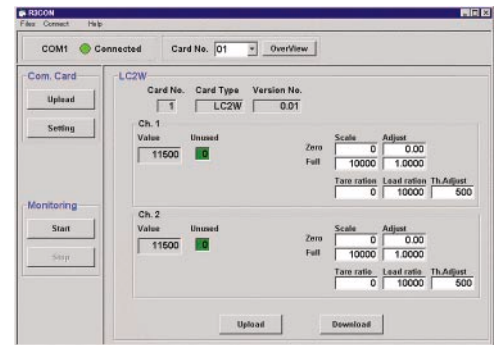 R3CON
Files Connect Help
COM1 Connected Card No. 01 OverView
Com. Card
Upload
Setting
Monitoring
Start
Stop
LC2W
Card No. Card Type Version No.
1 LC2W 0.01
Ch. 1
Value Unused
11500 0
Scale Adjust
Zero 0 0.00
Full 10000 1.0000
Tare ration Load ration Th.Adjust
0 10000 500
Ch. 2
Value Unused
11500 0
Scale Adjust
Zero 0 0.00
Full 10000 1.0000
Tare ratio Load ratio Th.Adjust
0 10000 500
Upload Download